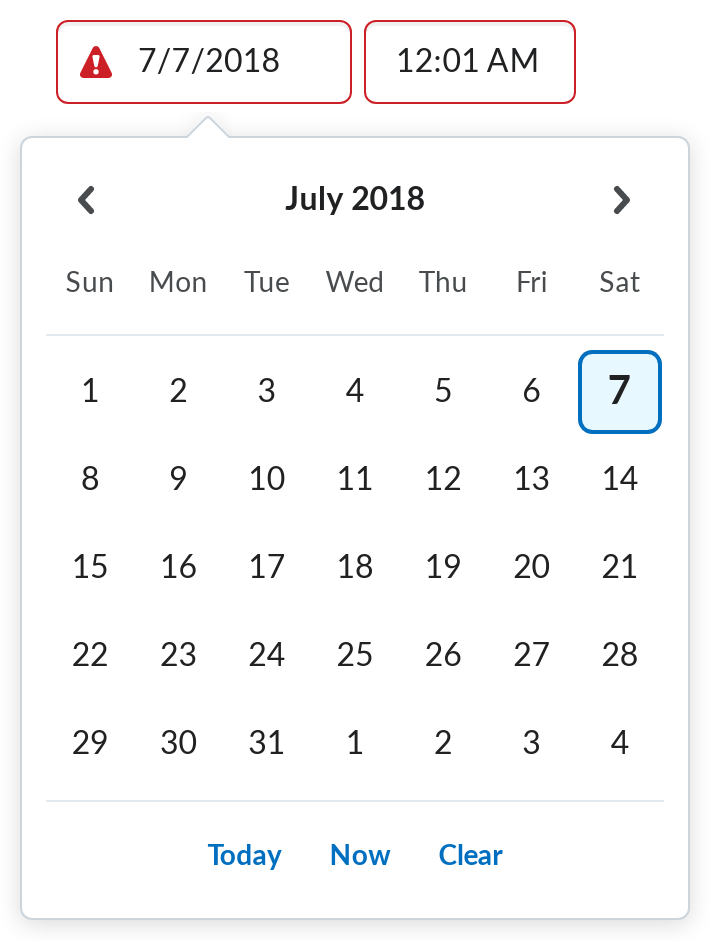 7/7/2018 12:01 AM
July 2018
Sun Mon Tue Wed Thu Fri Sat
1 2 3 4 5 6 7
8 9 10 11 12 13 14
15 16 17 18 19 20 21
22 23 24 25 26 27 28
29 30 31 1 2 3 4
Today Now Clear